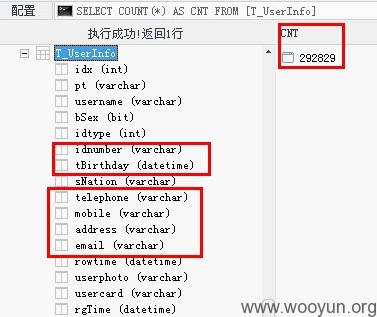 配置
SELECT COUNT(*) AS CNT FROM [T_UserInfo]
执行成功!返回1行
CNT
292829
T_UserInfo
idx (int)
pt (varchar)
username (varchar)
bSex (bit)
idtype (int)
idnumber (varchar)
tBirthday (datetime)
sNation (varchar)
telephone (varchar)
mobile (varchar)
address (varchar)
email (varchar)
rowtime (datetime)
userphoto (varchar)
usercard (varchar)
rgTime (datetime)
www.wooyun.org